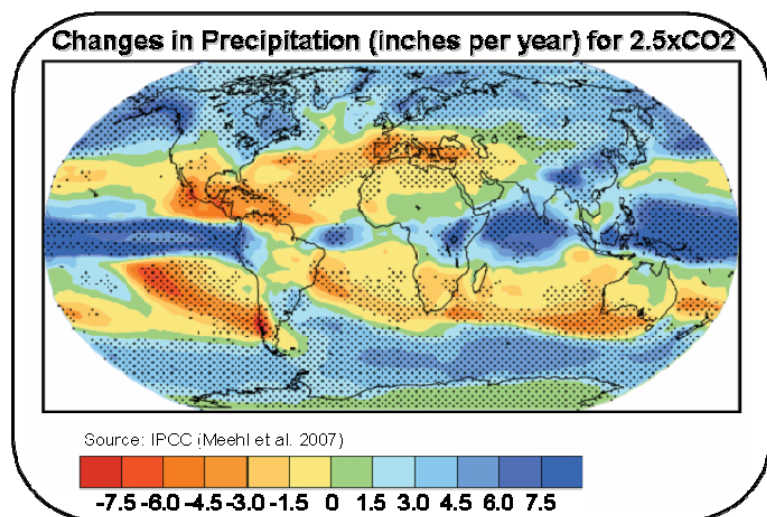 Changes in Precipitation (inches per year) for 2.5xCO2
Source: IPCC (Meehl et al. 2007)
-7.5 -6.0 -4.5 -3.0 -1.5 0 1.5 3.0 4.5 6.0 7.5